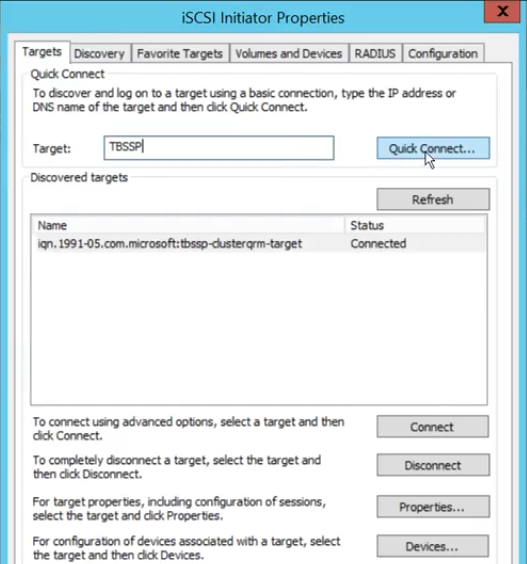 iSCSI Initiator Properties
X
Targets Discovery Favorite Targets Volumes and Devices RADIUS Configuration
Quick Connect
To discover and log on to a target using a basic connection, type the IP address or
DNS name of the target and then click Quick Connect.
Target: TBSSP Quick Connect...
Discovered targets
Refresh
Name Status
iqn.1991-05.com.microsoft:tbssp-clusterqrm-target Connected
To connect using advanced options, select a target and then
click Connect.
Connect
To completely disconnect a target, select the target and
then click Disconnect.
Disconnect
For target properties, including configuration of sessions,
select the target and click Properties.
Properties...
For configuration of devices associated with a target, select
the target and then click Devices.
Devices...